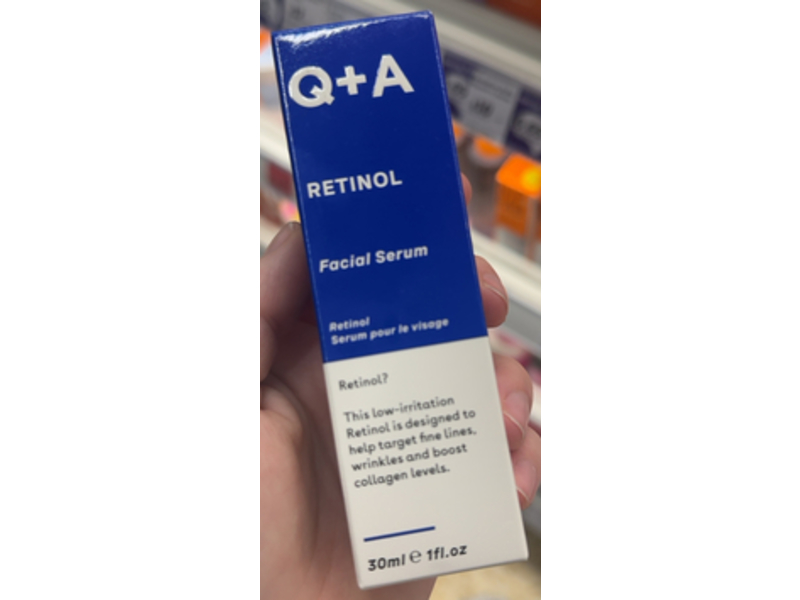 Q+A
RETINOL
Facial Serum
Retinol
Serum pour le visage
Retinol?
This low-irritation
Retinol is designed to
help target fine lines,
wrinkles and boost
collagen levels.
30ml ℮ 1fl.oz